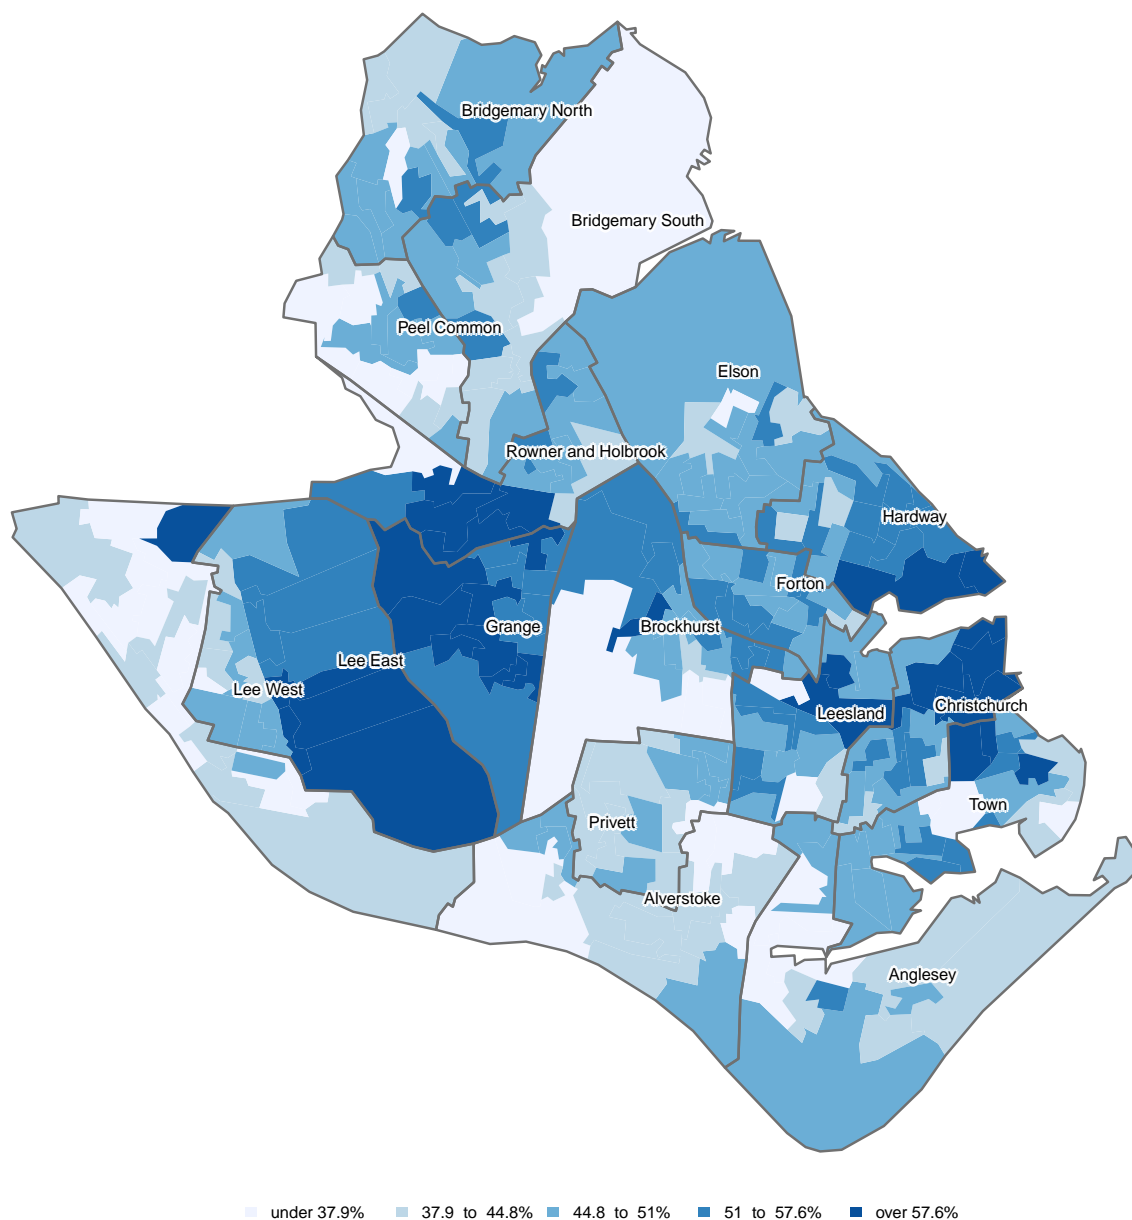 Bridgemary North
Bridgemary South
Peel Common
Elson
Rowner and Holbrook
Hardway
Forton
Grange
Brockhurst
Lee East
Lee West
Christchurch
Leesland
Town
Privett
Alverstoke
Anglesey
under 37.9% 37.9 to 44.8% 44.8 to 51% 51 to 57.6% over 57.6%